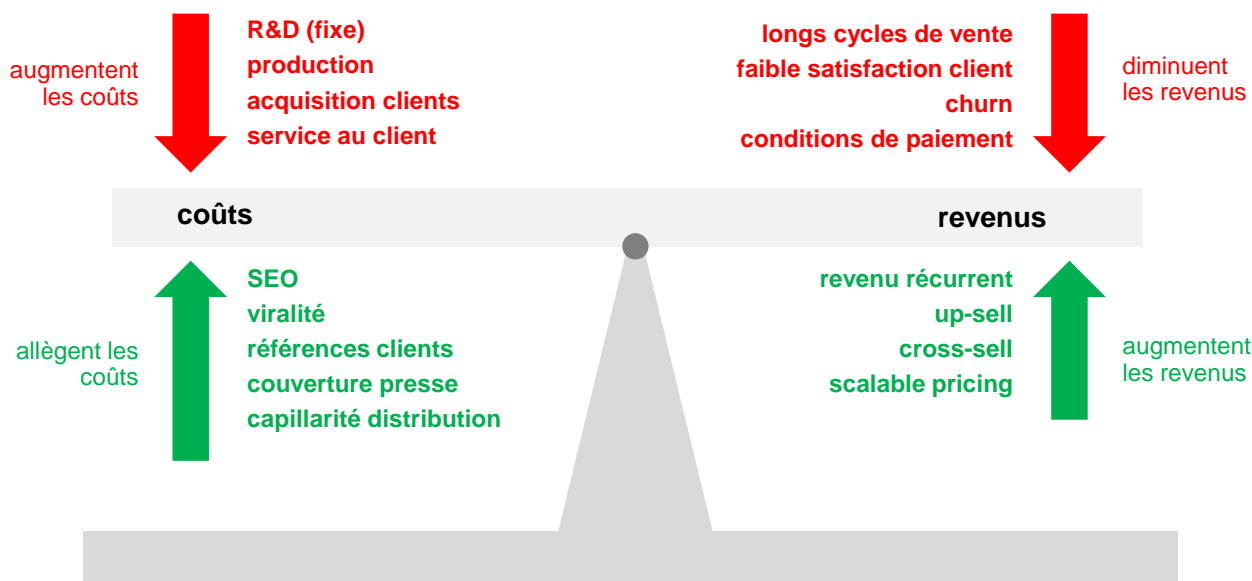 augmentent
les coûts
R&D (fixe)
production
acquisition clients
service au client
longs cycles de vente
faible satisfaction client
churn
conditions de paiement
diminuent
les revenus
coûts
revenus
allègent les
coûts
SEO
viralité
références clients
couverture presse
capillarité distribution
revenu récurrent
up-sell
cross-sell
scalable pricing
augmentent
les revenus